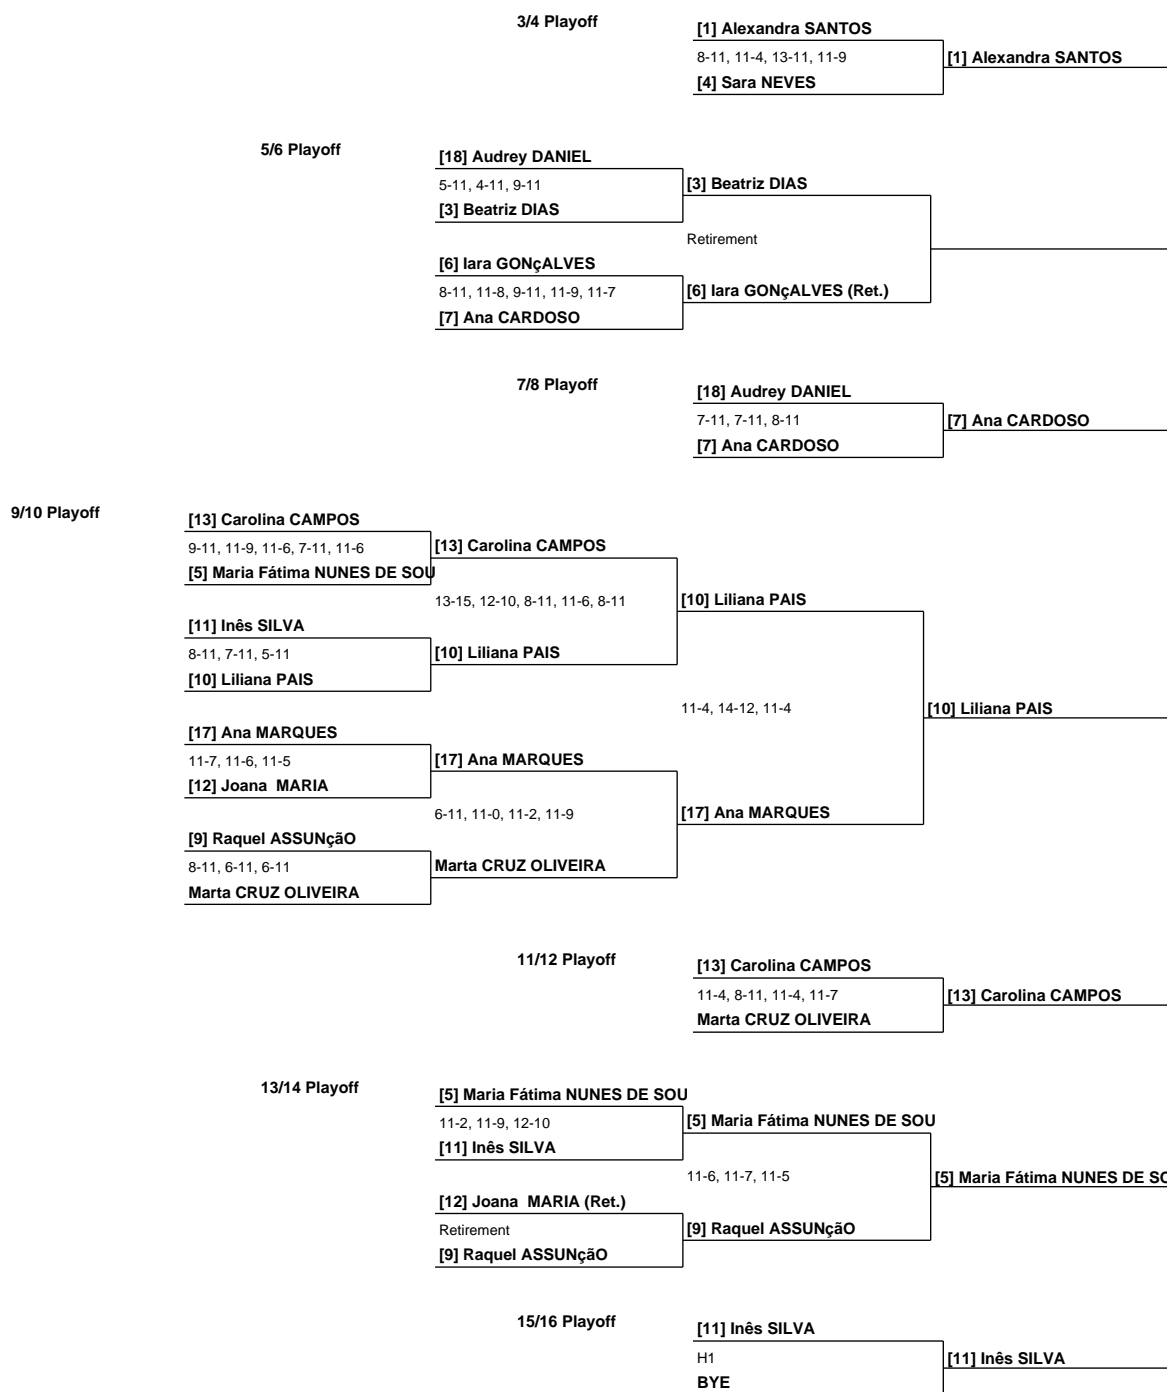 3/4 Playoff
[1] Alexandra SANTOS
8-11, 11-4, 13-11, 11-9
[1] Alexandra SANTOS
[4] Sara NEVES
5/6 Playoff
[18] Audrey DANIEL
5-11, 4-11, 9-11
[3] Beatriz DIAS
[3] Beatriz DIAS
Retirement
[6] Iara GONçALVES
8-11, 11-8, 9-11, 11-9, 11-7
[6] Iara GONçALVES (Ret.)
[7] Ana CARDOSO
7/8 Playoff
[18] Audrey DANIEL
7-11, 7-11, 8-11
[7] Ana CARDOSO
[7] Ana CARDOSO
9/10 Playoff
[13] Carolina CAMPOS
9-11, 11-9, 11-6, 7-11, 11-6
[13] Carolina CAMPOS
[5] Maria Fátima NUNES DE SOU
13-15, 12-10, 8-11, 11-6, 8-11
[10] Liliana PAIS
[11] Inês SILVA
8-11, 7-11, 5-11
[10] Liliana PAIS
[10] Liliana PAIS
11-4, 14-12, 11-4
[10] Liliana PAIS
[17] Ana MARQUES
11-7, 11-6, 11-5
[17] Ana MARQUES
[12] Joana  MARIA
6-11, 11-0, 11-2, 11-9
[17] Ana MARQUES
[9] Raquel ASSUNçãO
8-11, 6-11, 6-11
Marta CRUZ OLIVEIRA
Marta CRUZ OLIVEIRA
11/12 Playoff
[13] Carolina CAMPOS
11-4, 8-11, 11-4, 11-7
[13] Carolina CAMPOS
Marta CRUZ OLIVEIRA
13/14 Playoff
[5] Maria Fátima NUNES DE SOU
11-2, 11-9, 12-10
[5] Maria Fátima NUNES DE SOU
[11] Inês SILVA
11-6, 11-7, 11-5
[5] Maria Fátima NUNES DE SO
[12] Joana  MARIA (Ret.)
Retirement
[9] Raquel ASSUNçãO
[9] Raquel ASSUNçãO
15/16 Playoff
[11] Inês SILVA
H1
[11] Inês SILVA
BYE